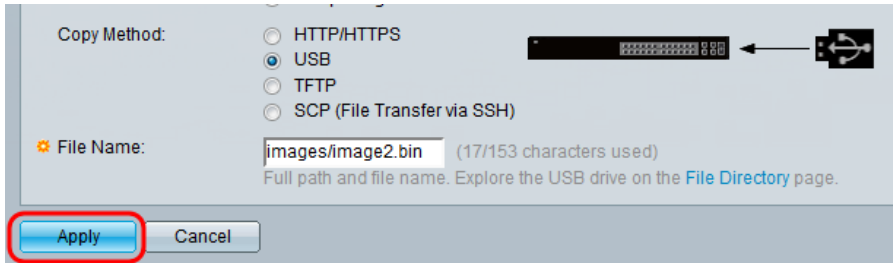 Copy Method:
HTTP/HTTPS
USB
TFTP
SCP (File Transfer via SSH)
File Name:
images/image2.bin (17/153 characters used)
Full path and file name. Explore the USB drive on the File Directory page.
Apply Cancel